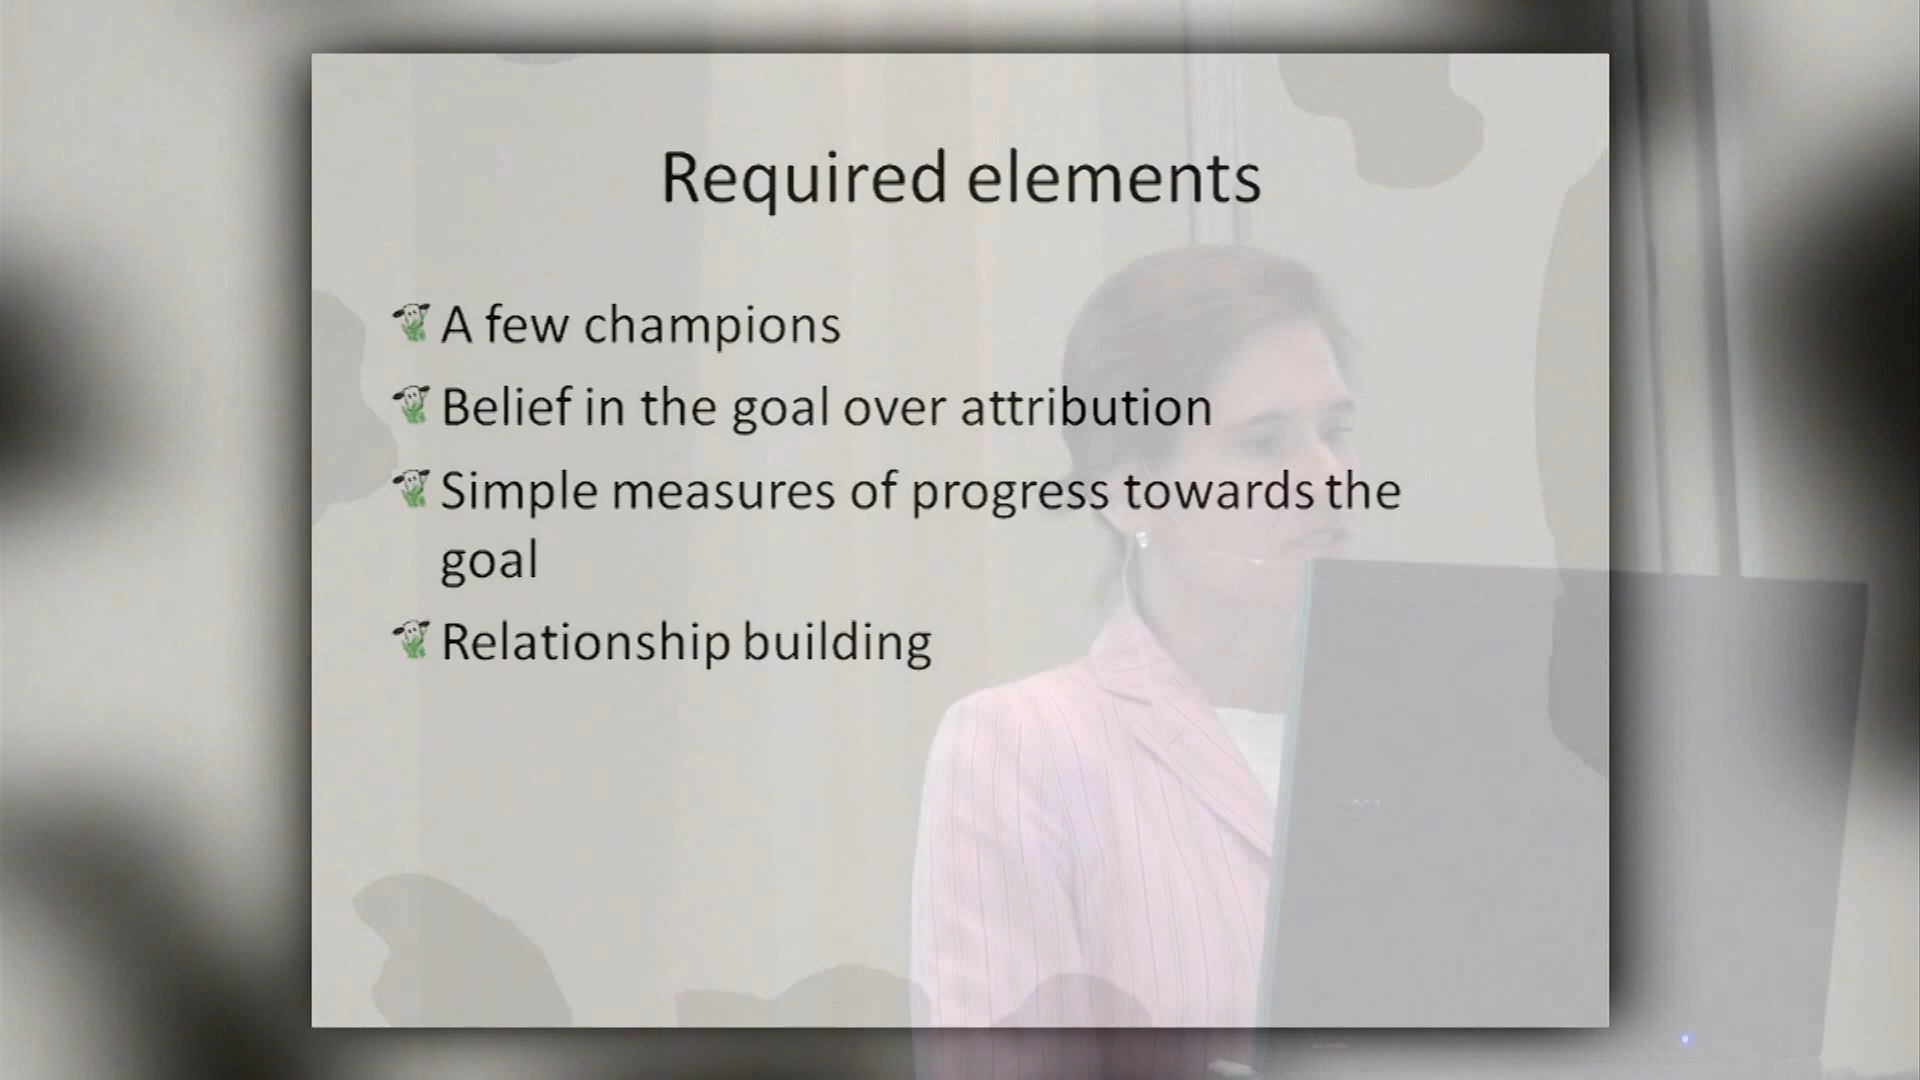 Required elements
A few champions
Belief in the goal over attribution
Simple measures of progress towards the
goal
Relationship building